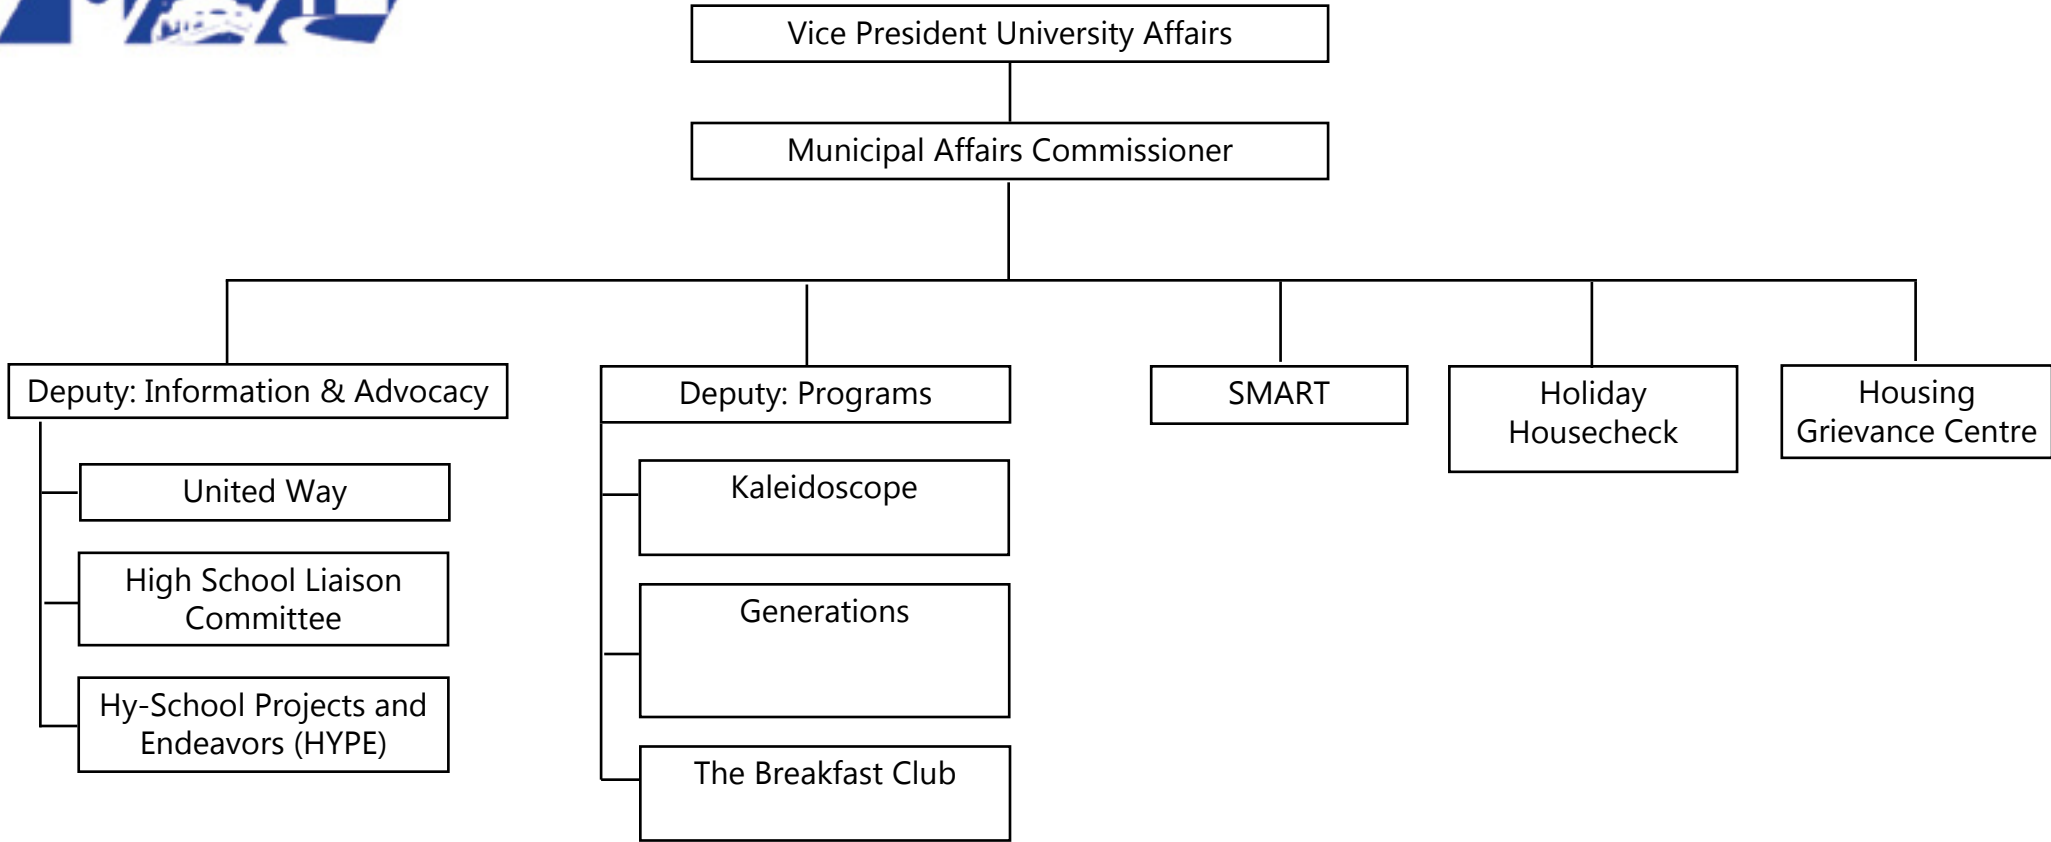 Vice President University Affairs
Municipal Affairs Commissioner
Deputy: Information & Advocacy
United Way
High School Liaison
Committee
Hy-School Projects and
Endeavors (HYPE)
Deputy: Programs
Kaleidoscope
Generations
The Breakfast Club
SMART
Holiday
Housecheck
Housing
Grievance Centre